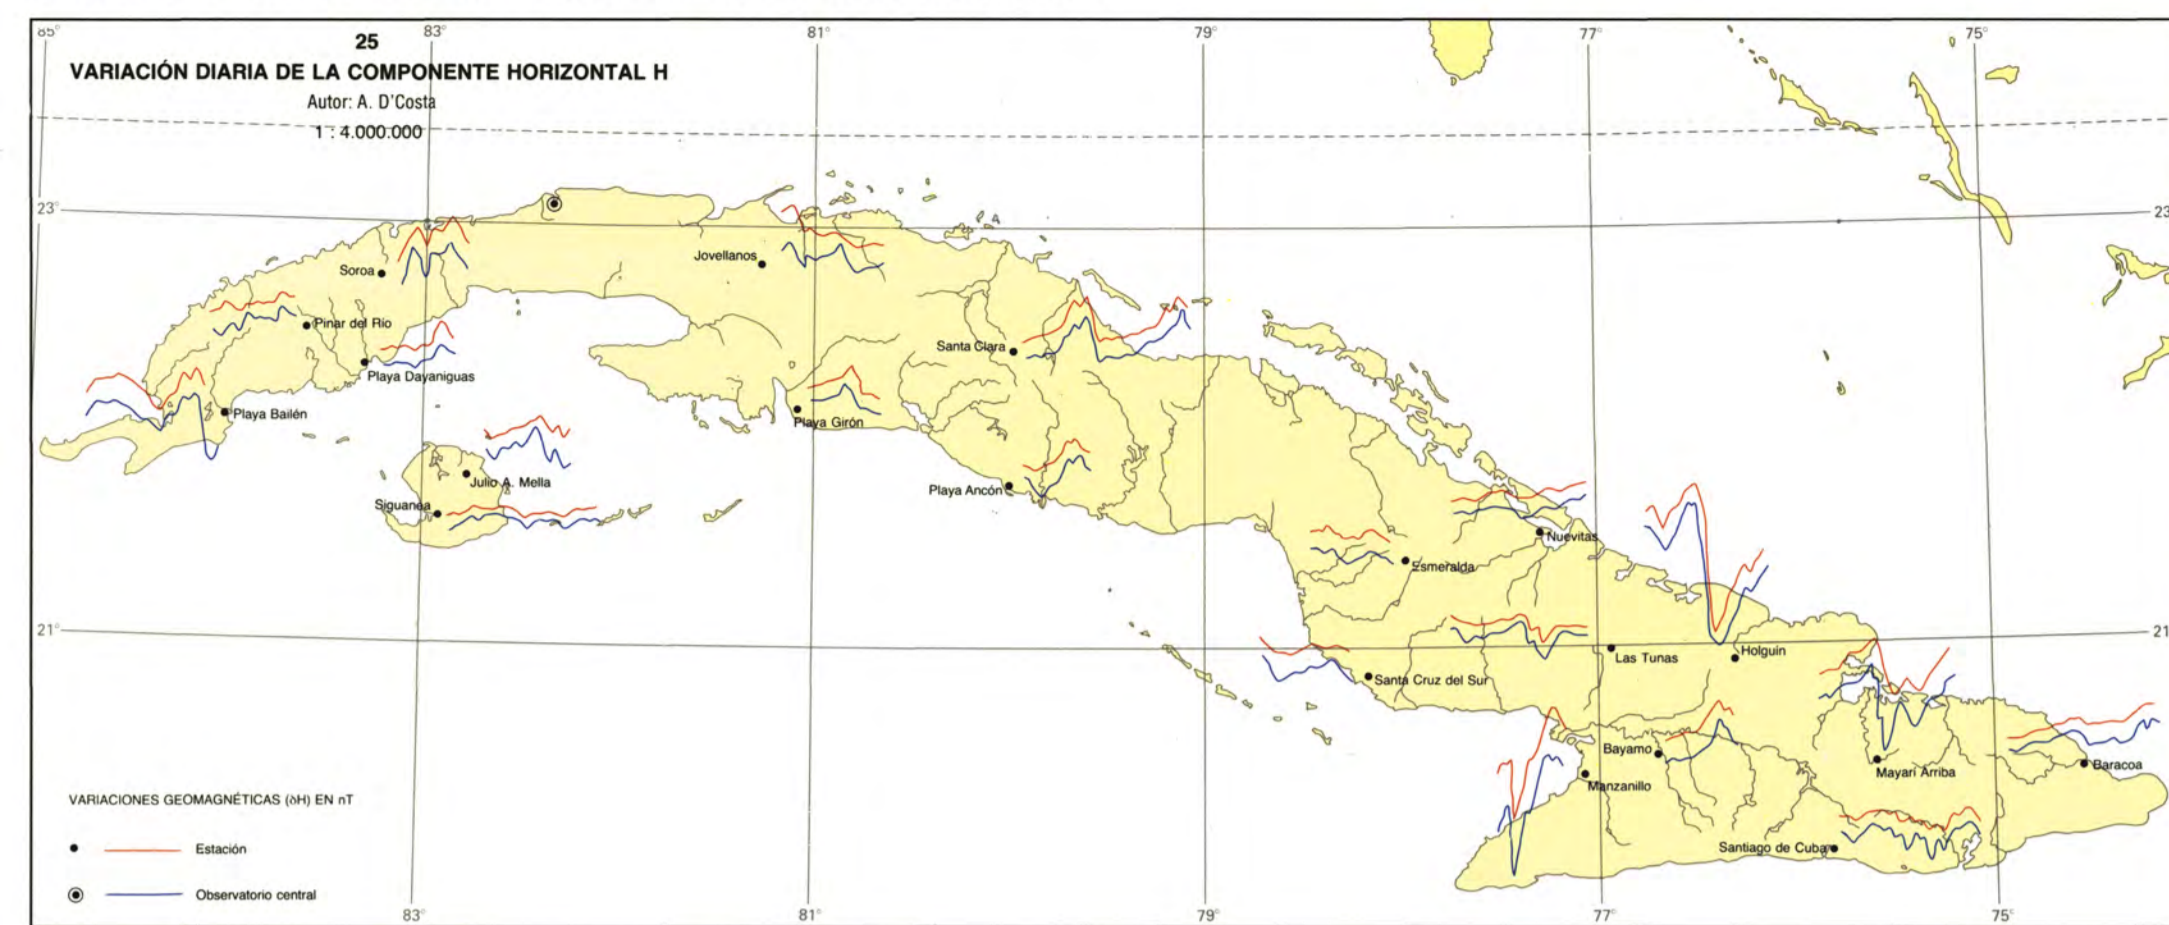 85°
83°
81°
79°
77°
75°
25
VARIACIÓN DIARIA DE LA COMPONENTE HORIZONTAL H
Autor: A. D'Costa
1 : 4.000.000
23°
23
Soroa
Jovellanos
Pinar del Río
Playa Dayaniguas
Santa Clara
Playa Bailén
Playa Girón
Julio A. Mella
Siguanea
Playa Ancón
Nuevitas
Esmeralda
21°
21
Las Tunas
Holguín
Santa Cruz del Sur
Bayamo
Manzanillo
Mayarí Arriba
Baracoa
Santiago de Cuba
VARIACIONES GEOMAGNÉTICAS (δH) EN nT
Estación
Observatorio central
83°
81°
79°
77°
75°